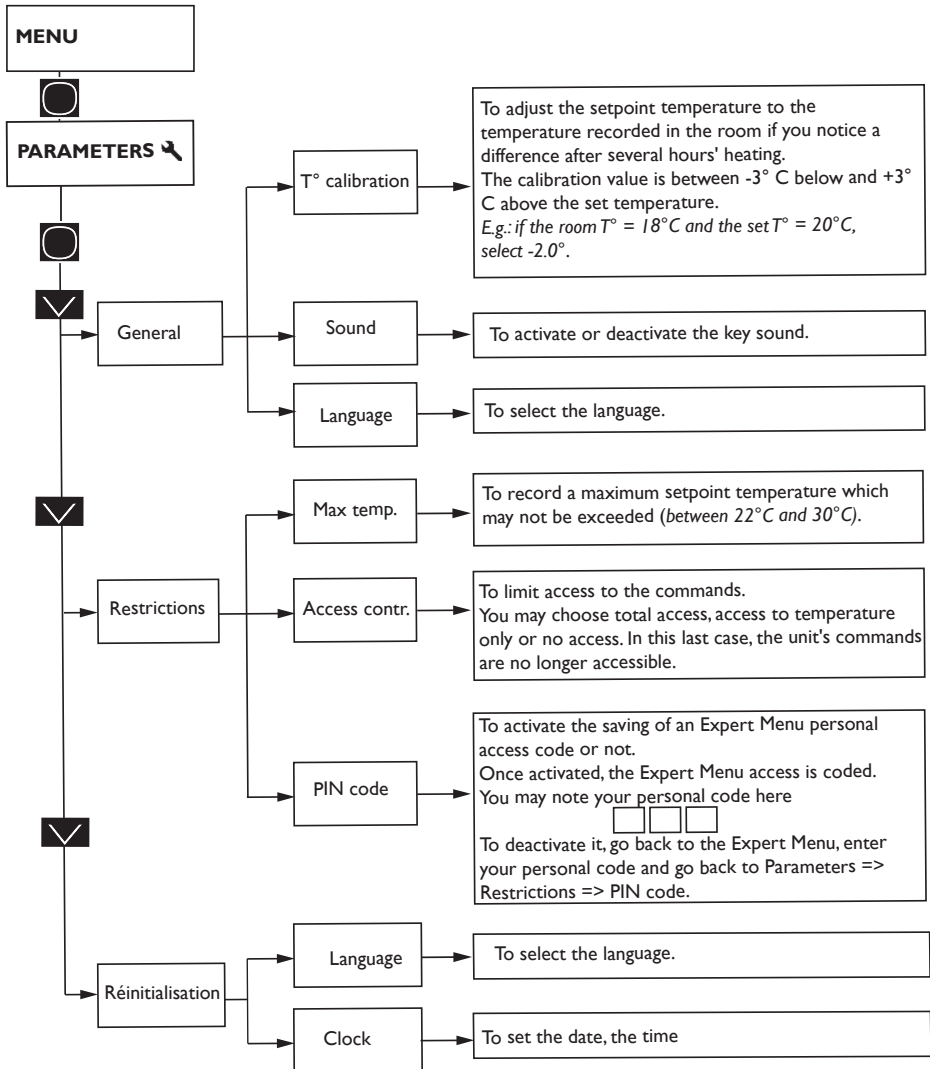 MENU
PARAMETERS
General
T° calibration
To adjust the setpoint temperature to the
temperature recorded in the room if you notice a
difference after several hours' heating.
The calibration value is between -3° C below and +3°
C above the set temperature.
E.g.: if the room T° = 18°C and the set T° = 20°C,
select -2.0°.
Sound
To activate or deactivate the key sound.
Language
To select the language.
Restrictions
Max temp.
To record a maximum setpoint temperature which
may not be exceeded (between 22°C and 30°C).
Access contr.
To limit access to the commands.
You may choose total access, access to temperature
only or no access. In this last case, the unit's commands
are no longer accessible.
PIN code
To activate the saving of an Expert Menu personal
access code or not.
Once activated, the Expert Menu access is coded.
You may note your personal code here
To deactivate it, go back to the Expert Menu, enter
your personal code and go back to Parameters =>
Restrictions => PIN code.
Réinitialisation
Language
To select the language.
Clock
To set the date, the time